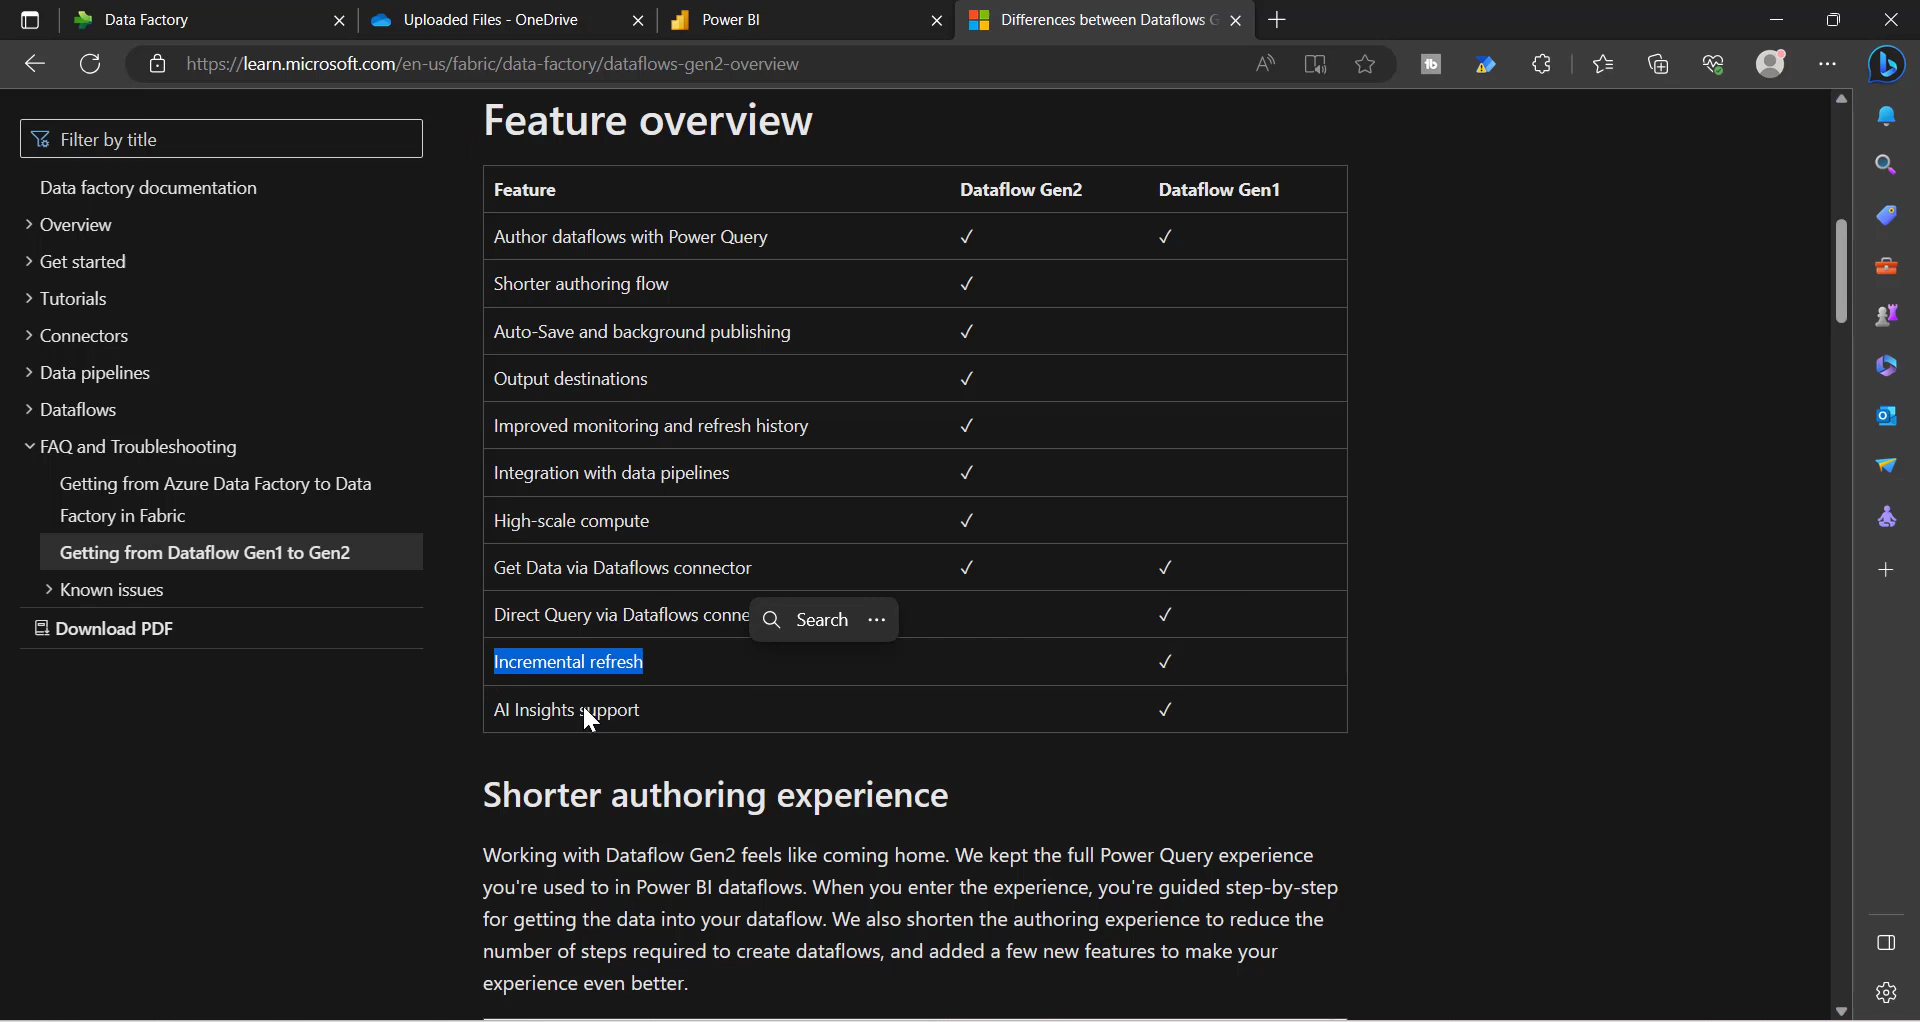 Data Factory
Uploaded Files - OneDrive
Power BI
Differences between Dataflows G
https://learn.microsoft.com/en-us/fabric/data-factory/dataflows-gen2-overview
Filter by title
Data factory documentation
Overview
Get started
Tutorials
Connectors
Data pipelines
Dataflows
FAQ and Troubleshooting
Getting from Azure Data Factory to Data
Factory in Fabric
Getting from Dataflow Gen1 to Gen2
Known issues
Download PDF
Feature overview
Feature Dataflow Gen2 Dataflow Gen1
Author dataflows with Power Query ✓ ✓
Shorter authoring flow ✓
Auto-Save and background publishing ✓
Output destinations ✓
Improved monitoring and refresh history ✓
Integration with data pipelines ✓
High-scale compute ✓
Get Data via Dataflows connector ✓ ✓
Direct Query via Dataflows conne ✓
Search
Incremental refresh ✓
AI Insights support ✓
Shorter authoring experience
Working with Dataflow Gen2 feels like coming home. We kept the full Power Query experience
you're used to in Power BI dataflows. When you enter the experience, you're guided step-by-step
for getting the data into your dataflow. We also shorten the authoring experience to reduce the
number of steps required to create dataflows, and added a few new features to make your
experience even better.